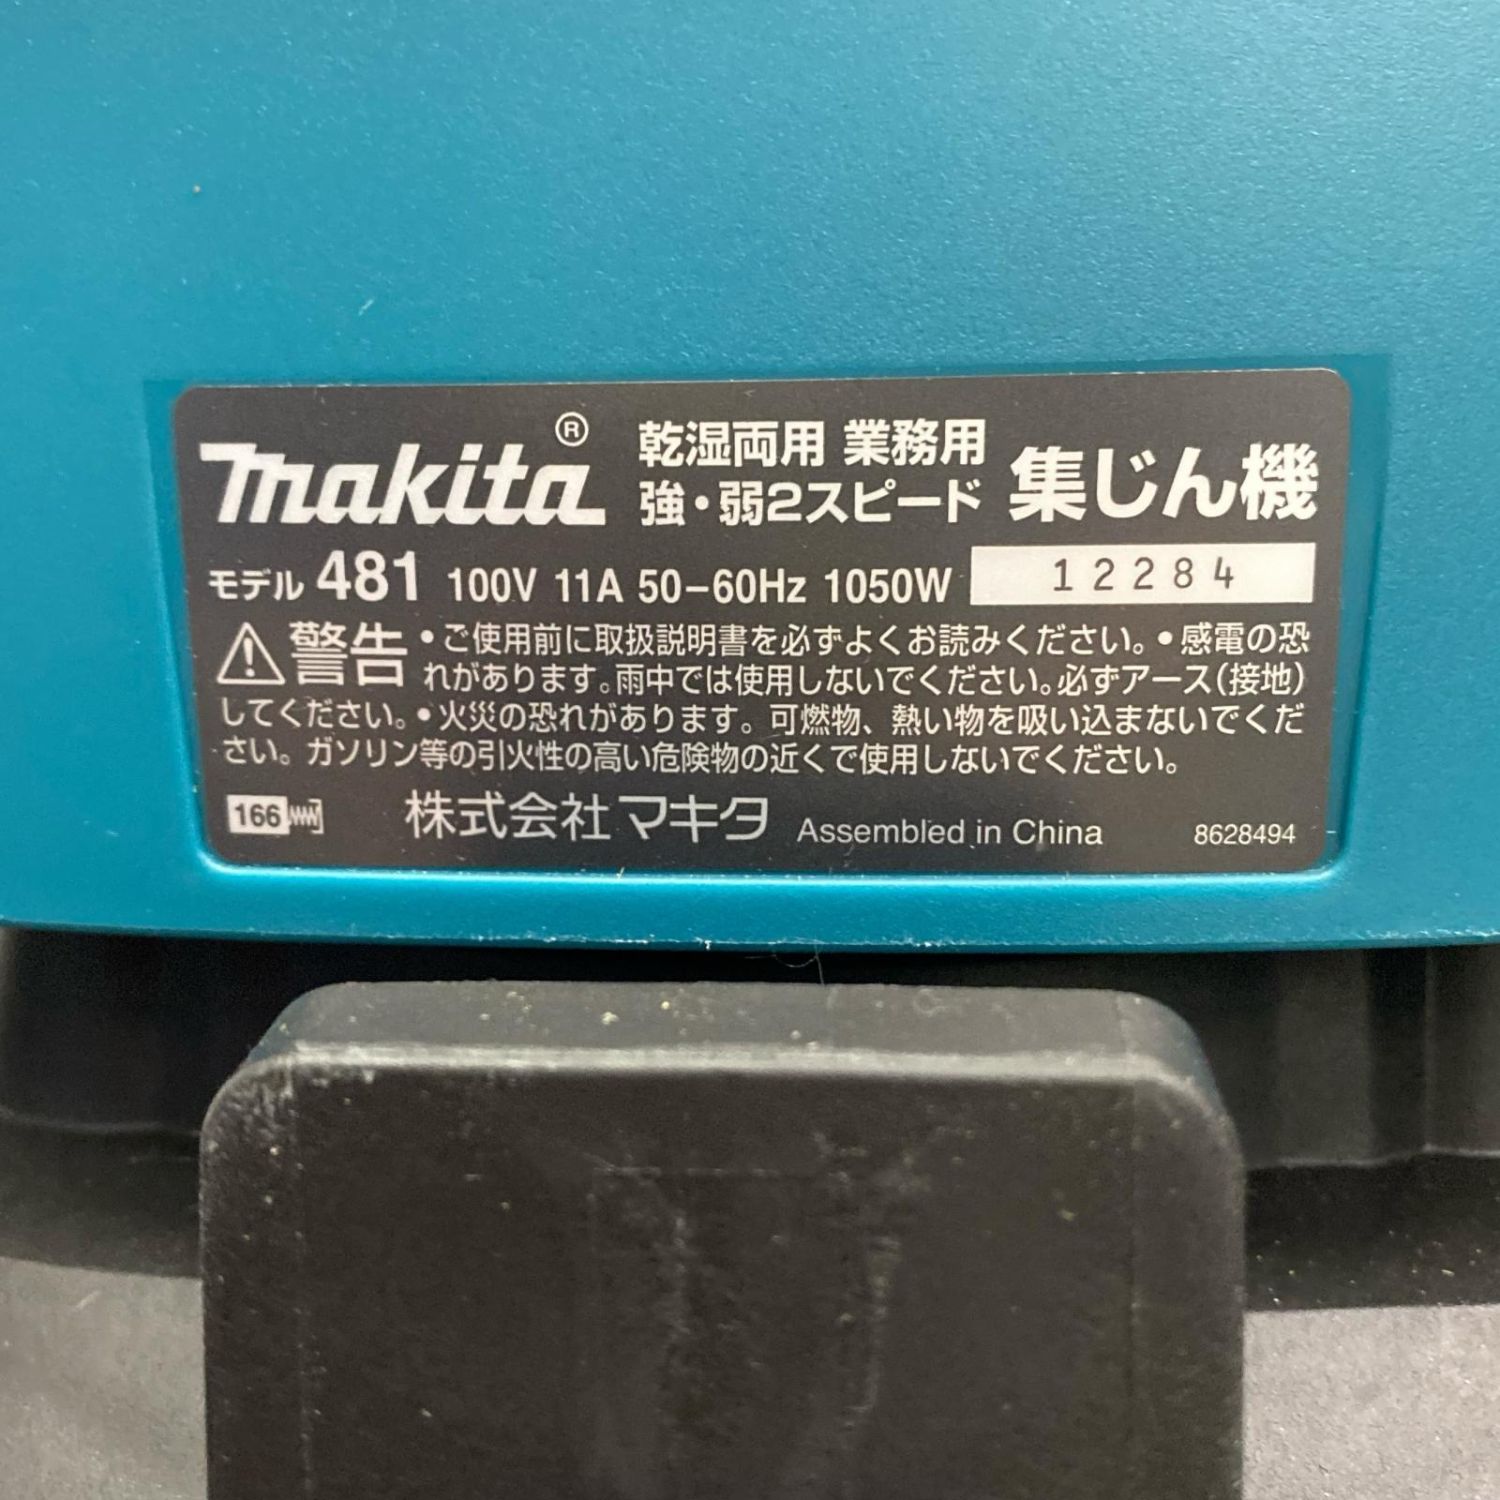 makita®
乾湿両用 業務用
強・弱2スピード
集じん機
モデル 481 100V 11A 50-60Hz 1050W 12284
警告 •ご使用前に取扱説明書を必ずよくお読みください。•感電の恐
れがあります。雨中では使用しないでください。必ずアース(接地)
してください。•火災の恐れがあります。可燃物、熱い物を吸い込まないでくだ
さい。ガソリン等の引火性の高い危険物の近くで使用しないでください。
166 株式会社マキタ Assembled in China 8628494